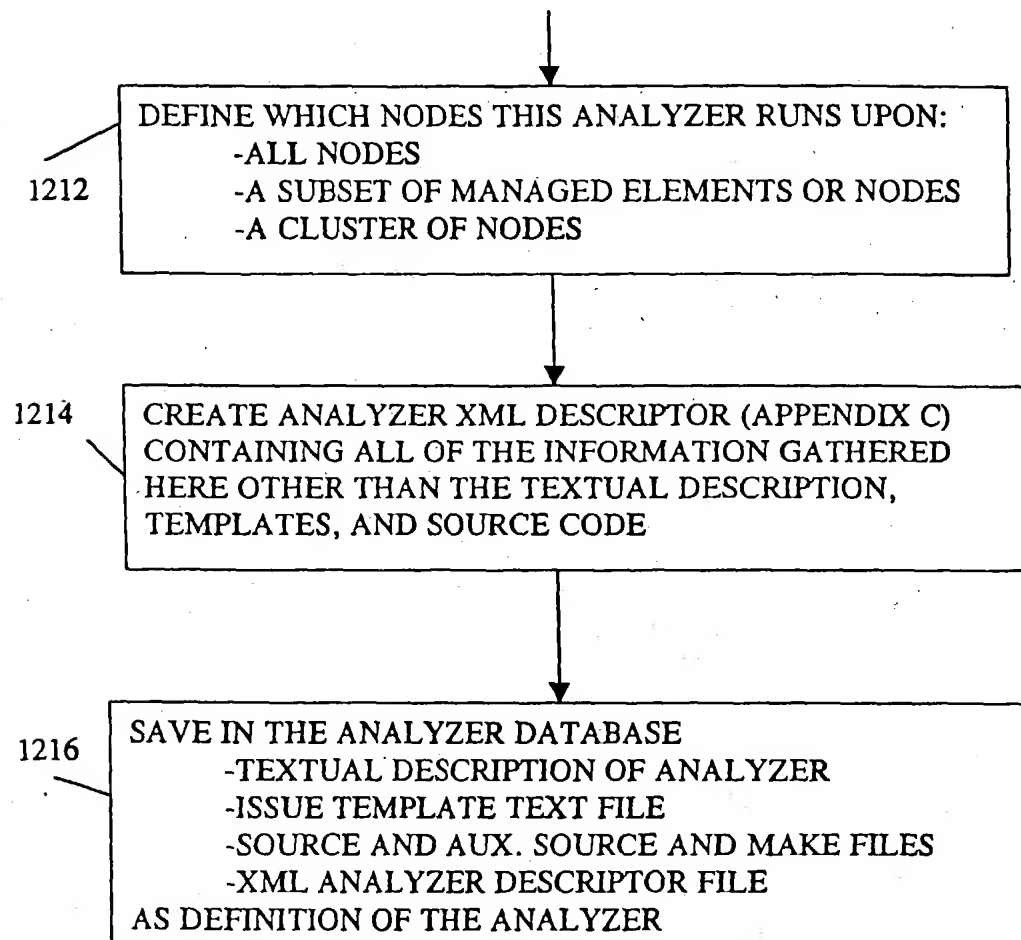 DEFINE WHICH NODES THIS ANALYZER RUNS UPON:
-ALL NODES
-A SUBSET OF MANAGED ELEMENTS OR NODES
-A CLUSTER OF NODES
1212
1214
CREATE ANALYZER XML DESCRIPTOR (APPENDIX C)
CONTAINING ALL OF THE INFORMATION GATHERED
HERE OTHER THAN THE TEXTUAL DESCRIPTION,
TEMPLATES, AND SOURCE CODE
1216
SAVE IN THE ANALYZER DATABASE
-TEXTUAL DESCRIPTION OF ANALYZER
-ISSUE TEMPLATE TEXT FILE
-SOURCE AND AUX. SOURCE AND MAKE FILES
-XML ANALYZER DESCRIPTOR FILE
AS DEFINITION OF THE ANALYZER